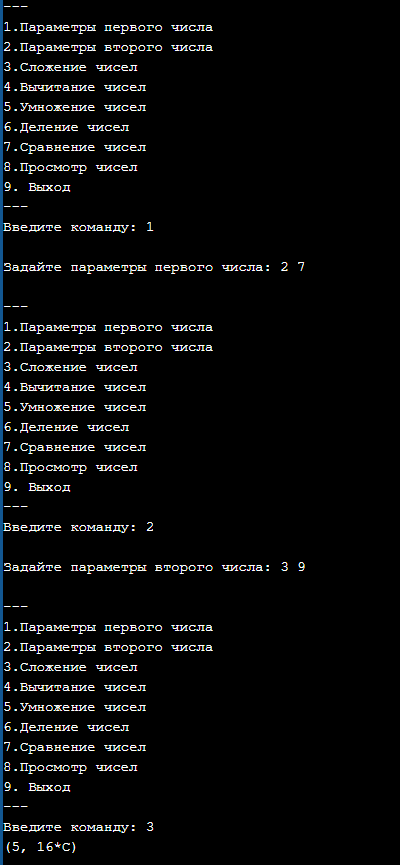 ---
1.Параметры первого числа
2.Параметры второго числа
3.Сложение чисел
4.Вычитание чисел
5.Умножение чисел
6.Деление чисел
7.Сравнение чисел
8.Просмотр чисел
9. Выход
---
Введите команду: 1
Задайте параметры первого числа: 2 7
---
1.Параметры первого числа
2.Параметры второго числа
3.Сложение чисел
4.Вычитание чисел
5.Умножение чисел
6.Деление чисел
7.Сравнение чисел
8.Просмотр чисел
9. Выход
---
Введите команду: 2
Задайте параметры второго числа: 3 9
---
1.Параметры первого числа
2.Параметры второго числа
3.Сложение чисел
4.Вычитание чисел
5.Умножение чисел
6.Деление чисел
7.Сравнение чисел
8.Просмотр чисел
9. Выход
---
Введите команду: 3
(5, 16*C)